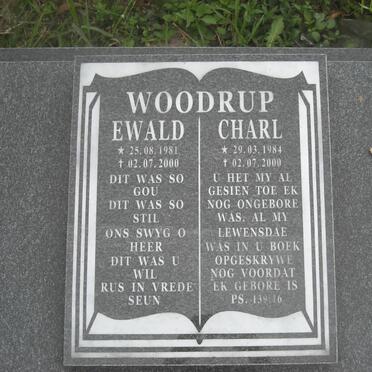 WOODRUP
EWALD
★ 25.08.1981
✝ 02.07.2000
DIT WAS SO
GOU
DIT WAS SO
STIL
ONS SWYG O
HEER
DIT WAS U
WIL
RUS IN VREDE
SEUN
CHARL
★ 29.03.1984
✝ 02.07.2000
U HET MY AL
GESIEN TOE EK
NOG ONGEBORE
WAS. AL MY
LEWENSDAE
WAS IN U BOEK
OPGESKRYWE
NOG VOORDAT
EK GEBORE IS
PS. 139:16